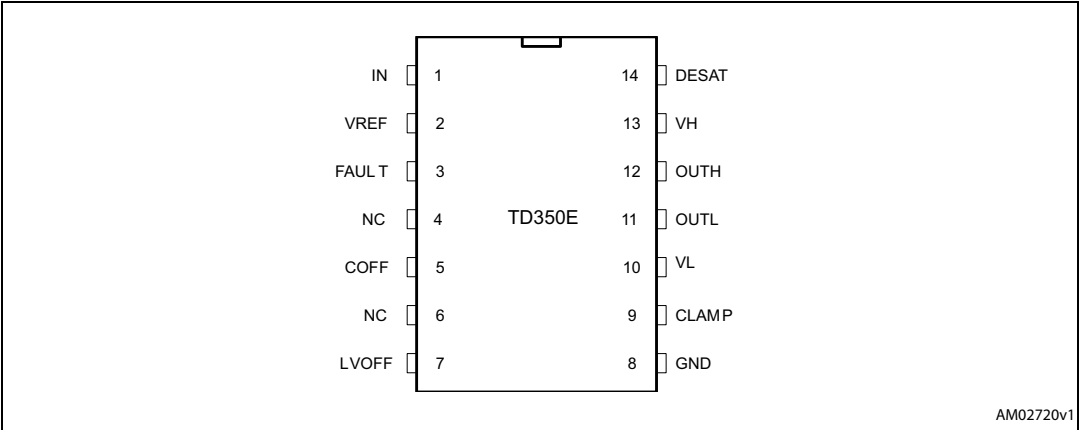 IN 1 14 DESAT
VREF 2 13 VH
FAULT 3 12 OUTH
NC 4 TD350E 11 OUTL
COFF 5 10 VL
NC 6 9 CLAMP
LVOFF 7 8 GND
AM02720v1